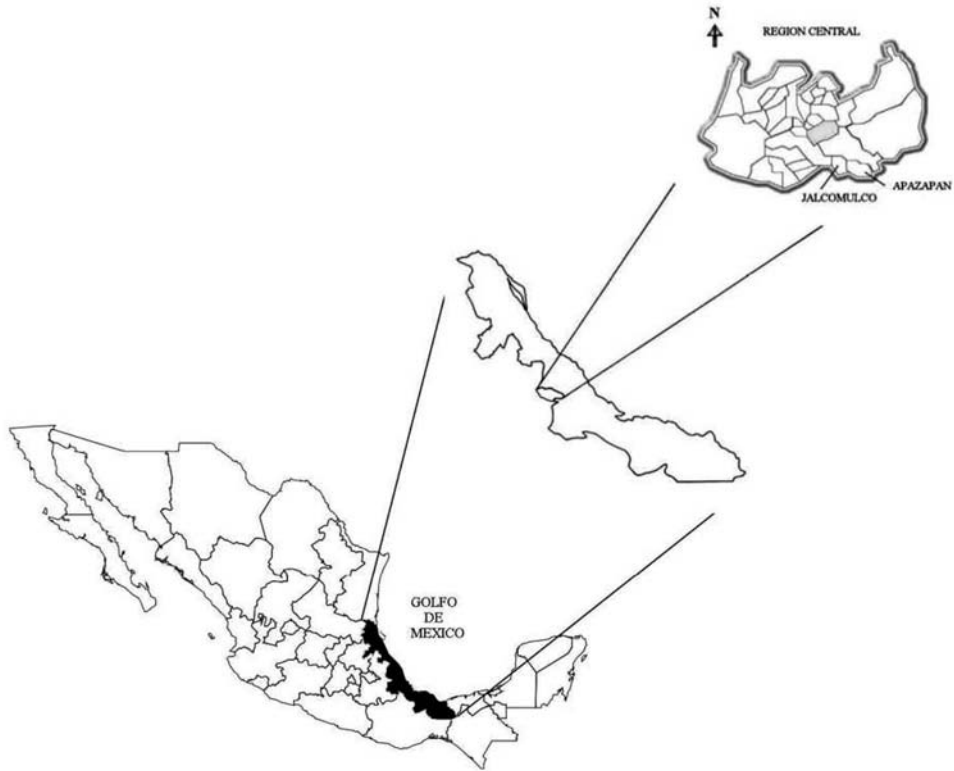 N
REGION CENTRAL
APAZAPAN
JALCOMULCO
GOLFO
DE
MEXICO